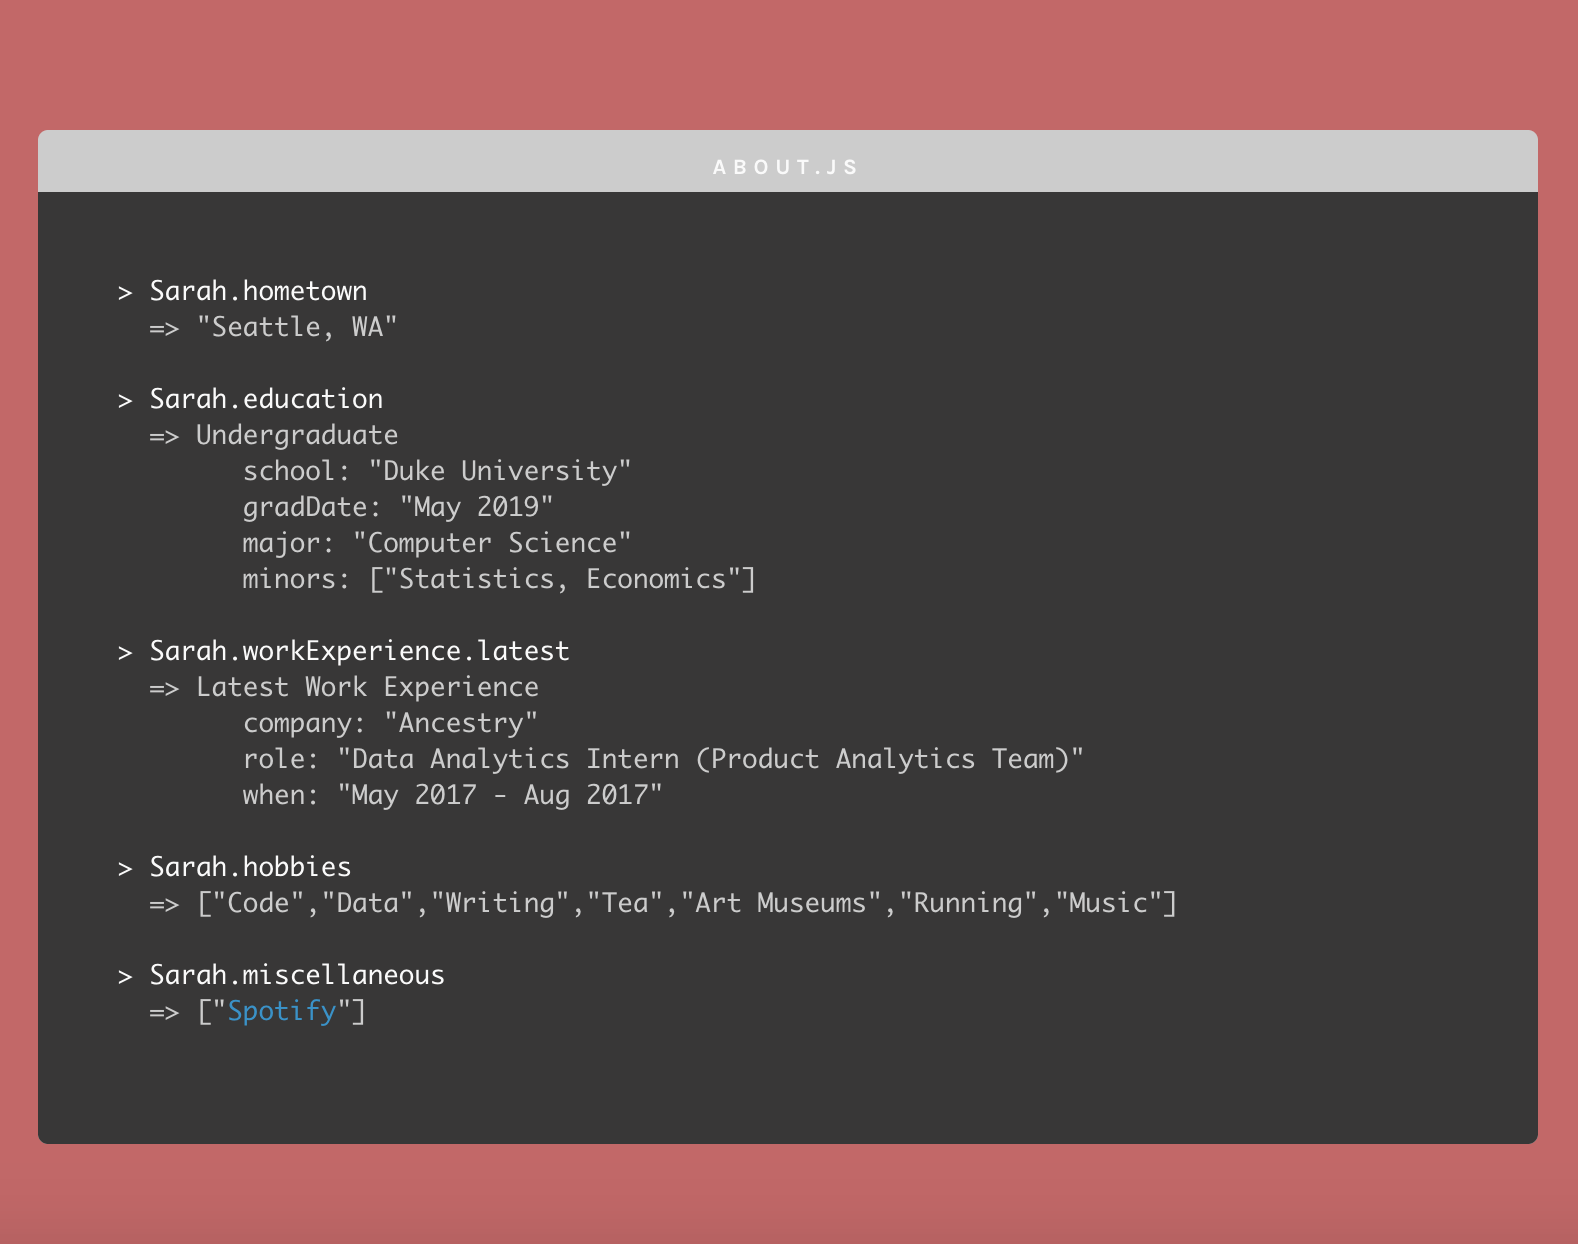 ABOUT.JS
> Sarah.hometown
=> "Seattle, WA"
> Sarah.education
=> Undergraduate
school: "Duke University"
gradDate: "May 2019"
major: "Computer Science"
minors: ["Statistics, Economics"]
> Sarah.workExperience.latest
=> Latest Work Experience
company: "Ancestry"
role: "Data Analytics Intern (Product Analytics Team)"
when: "May 2017 - Aug 2017"
> Sarah.hobbies
=> ["Code","Data","Writing","Tea","Art Museums","Running","Music"]
> Sarah.miscellaneous
=> ["Spotify"]